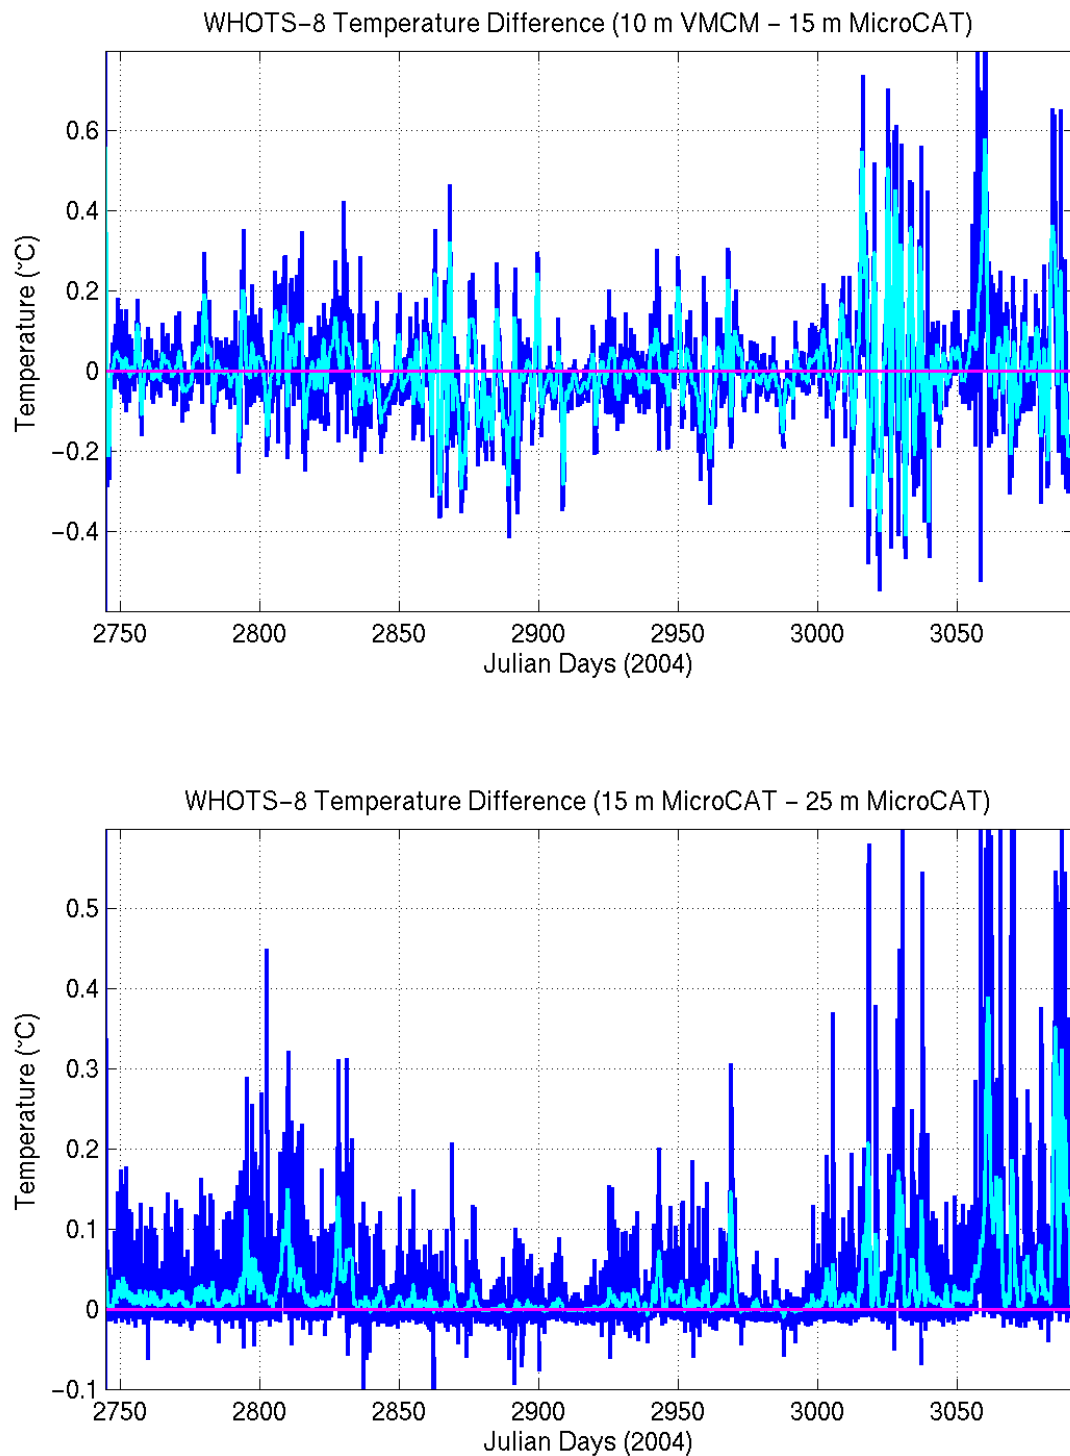 WHOTS−8 Temperature Difference (10 m VMCM − 15 m MicroCAT)
Temperature (˜C)
0.6
0.4
0.2
0
−0.2
−0.4
2750 2800 2850 2900 2950 3000 3050
Julian Days (2004)
WHOTS−8 Temperature Difference (15 m MicroCAT − 25 m MicroCAT)
Temperature (˜C)
0.5
0.4
0.3
0.2
0.1
0
−0.1
2750 2800 2850 2900 2950 3000 3050
Julian Days (2004)